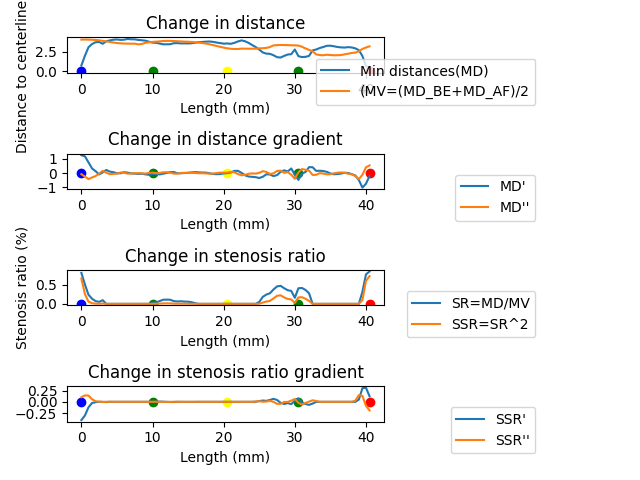 Change in distance
Distance to centerline
2.5
0.0
0 10 20 30 40
Length (mm)
Min distances(MD)
(MV=(MD_BE+MD_AF)/2
Change in distance gradient
1
0
−1
0 10 20 30 40
Length (mm)
MD'
MD''
Change in stenosis ratio
Stenosis ratio (%)
0.5
0.0
0 10 20 30 40
Length (mm)
SR=MD/MV
SSR=SR^2
Change in stenosis ratio gradient
0.25
0.00
−0.25
0 10 20 30 40
Length (mm)
SSR'
SSR''